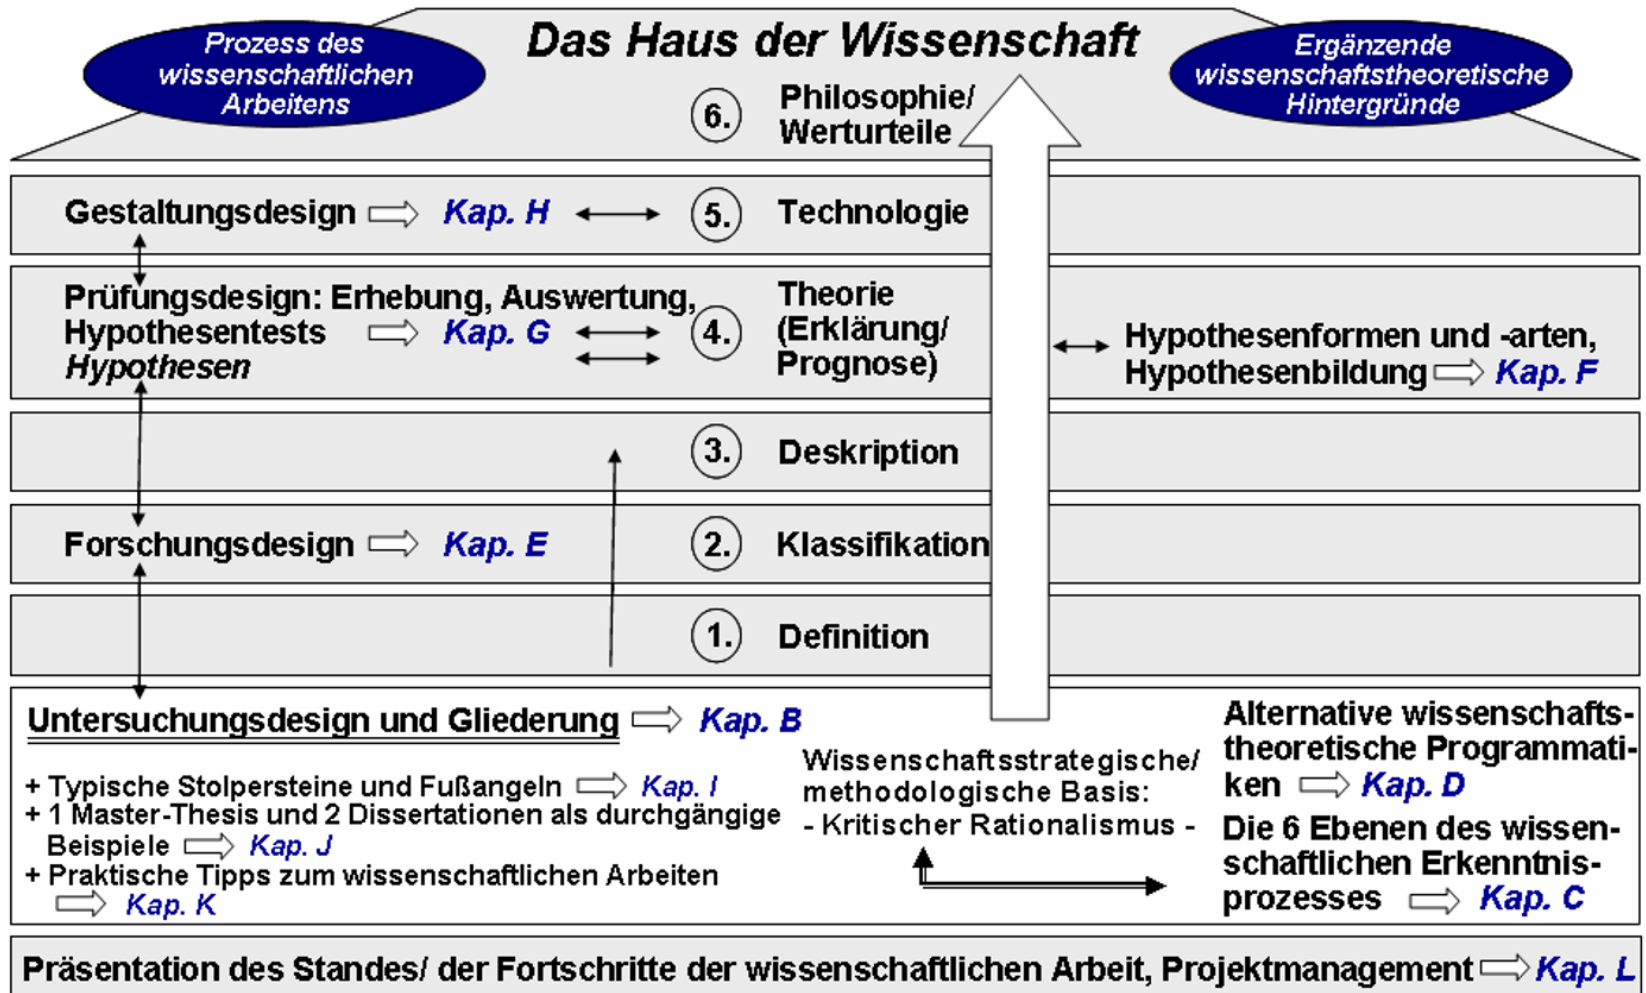 Das Haus der Wissenschaft
Prozess des
wissenschaftlichen
Arbeitens
Ergänzende
wissenschaftstheoretische
Hintergründe
6. Philosophie/
Werturteile
Gestaltungsdesign Kap. H 5. Technologie
Prüfungsdesign: Erhebung, Auswertung,
Hypothesentests Kap. G
Hypothesen
4. Theorie
(Erklärung/
Prognose)
Hypothesenformen und -arten,
Hypothesenbildung Kap. F
3. Deskription
Forschungsdesign Kap. E 2. Klassifikation
1. Definition
Untersuchungsdesign und Gliederung Kap. B
+ Typische Stolpersteine und Fußangeln Kap. I
+ 1 Master-Thesis und 2 Dissertationen als durchgängige
Beispiele Kap. J
+ Praktische Tipps zum wissenschaftlichen Arbeiten
Kap. K
Wissenschaftsstrategische/
methodologische Basis:
- Kritischer Rationalismus -
Alternative wissenschafts-
theoretische Programmati-
ken Kap. D
Die 6 Ebenen des wissen-
schaftlichen Erkenntnis-
prozesses Kap. C
Präsentation des Standes/ der Fortschritte der wissenschaftlichen Arbeit, Projektmanagement Kap. L